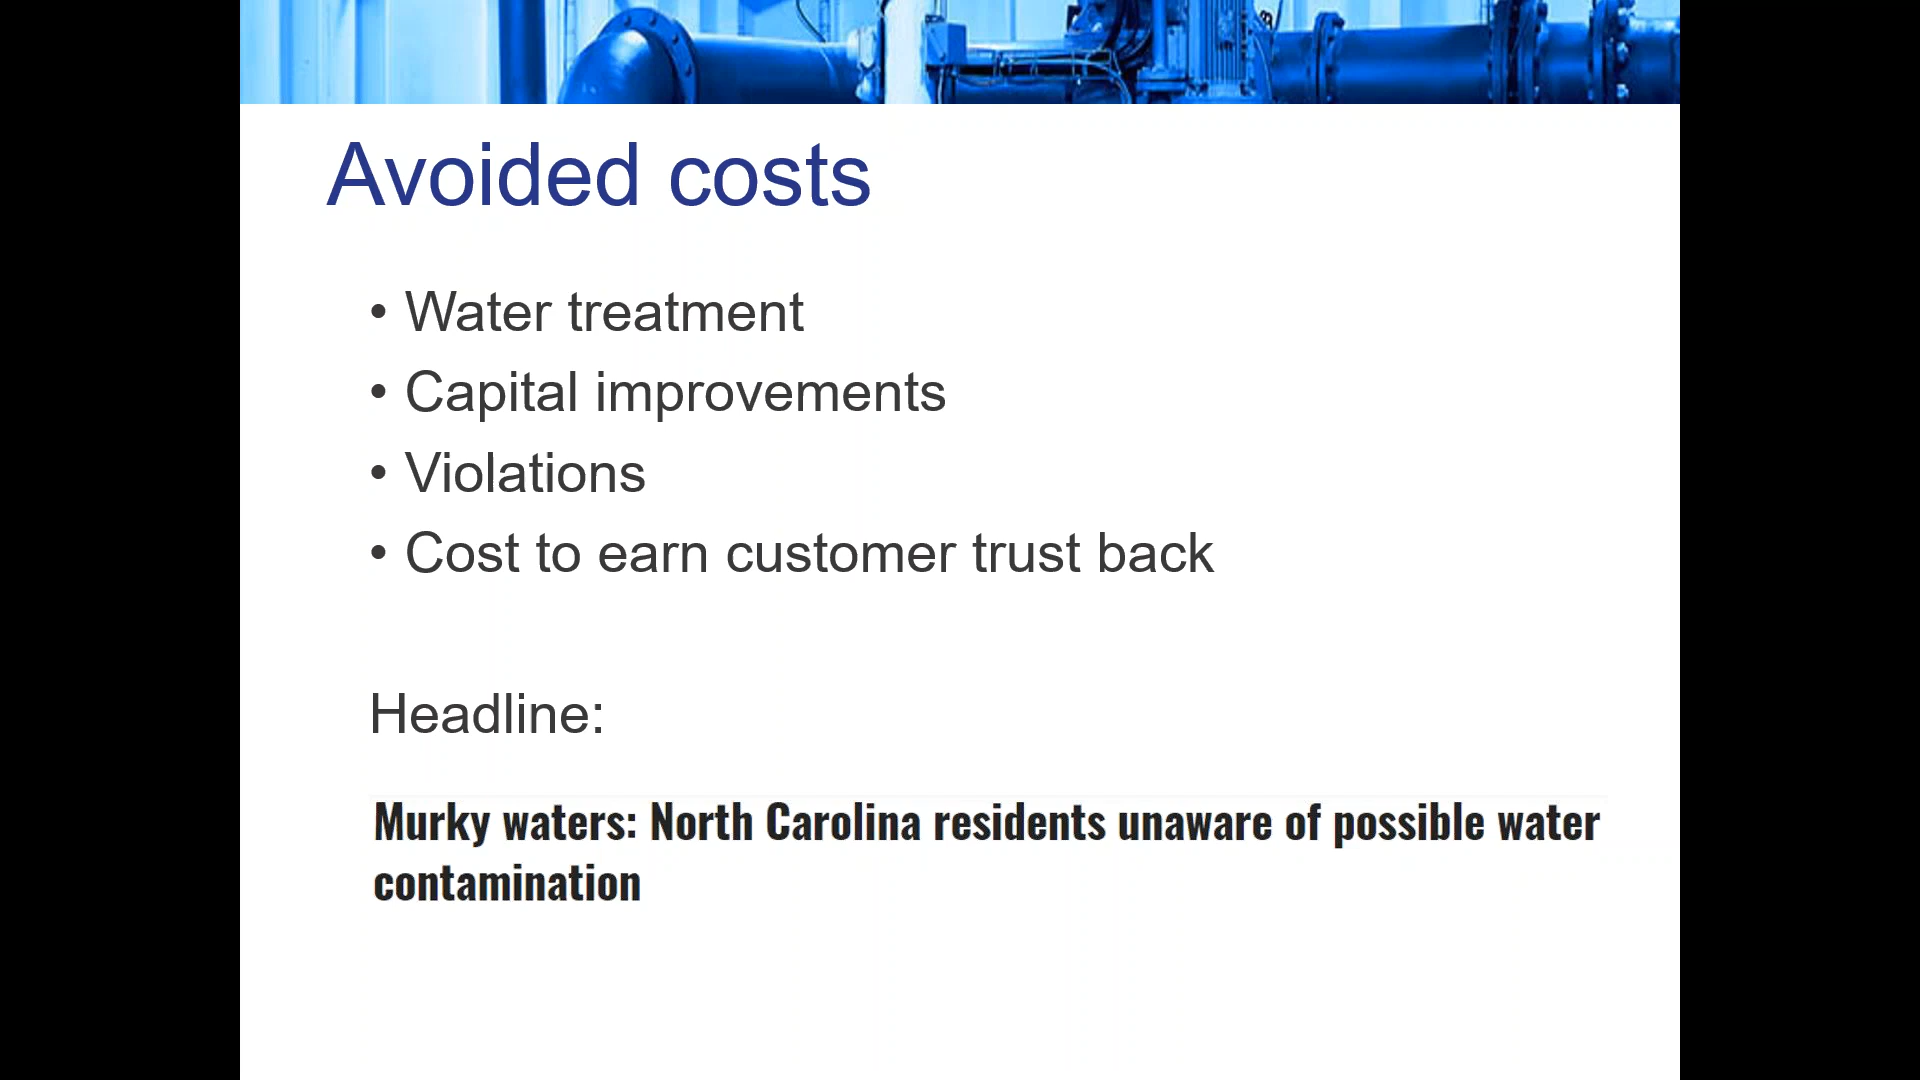 Avoided costs
• Water treatment
• Capital improvements
• Violations
• Cost to earn customer trust back
Headline:
Murky waters: North Carolina residents unaware of possible water
contamination